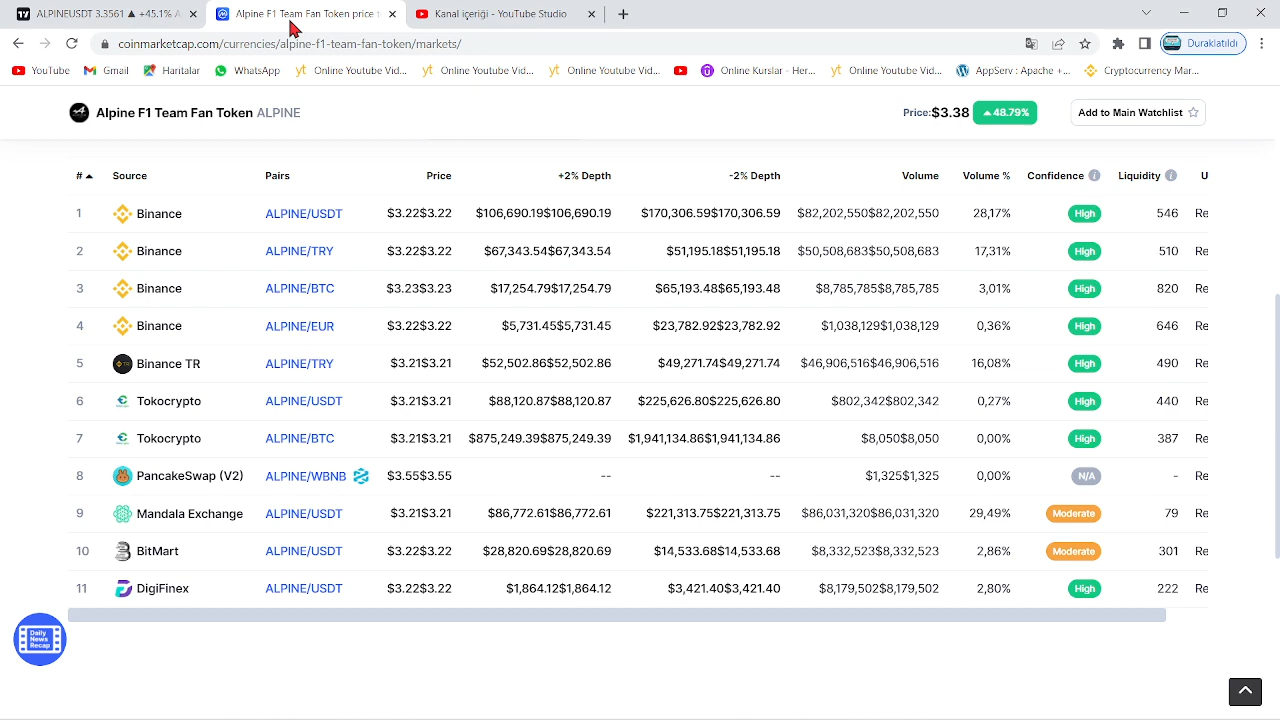 ALPINEUSDT 3.3561 ▲ +45.1% A
Alpine F1 Team Fan Token price t
Kanal içeriği - YouTube Studio
coinmarketcap.com/currencies/alpine-f1-team-fan-token/markets/
Duraklatıldı
YouTube Gmail Haritalar WhatsApp Online Youtube Vid... Online Youtube Vid... Online Youtube Vid... Online Kurslar - Her... Online Youtube Vid... AppServ : Apache +... Cryptocurrency Mar...
Alpine F1 Team Fan Token ALPINE Price:$3.38 ▲48.79% Add to Main Watchlist
# Source Pairs Price +2% Depth -2% Depth Volume Volume % Confidence Liquidity U
1 Binance ALPINE/USDT $3.22$3.22 $106,690.19$106,690.19 $170,306.59$170,306.59 $82,202,550$82,202,550 28,17% High 546 Re
2 Binance ALPINE/TRY $3.22$3.22 $67,343.54$67,343.54 $51,195.18$51,195.18 $50,508,683$50,508,683 17,31% High 510 Re
3 Binance ALPINE/BTC $3.23$3.23 $17,254.79$17,254.79 $65,193.48$65,193.48 $8,785,785$8,785,785 3,01% High 820 Re
4 Binance ALPINE/EUR $3.22$3.22 $5,731.45$5,731.45 $23,782.92$23,782.92 $1,038,129$1,038,129 0,36% High 646 Re
5 Binance TR ALPINE/TRY $3.21$3.21 $52,502.86$52,502.86 $49,271.74$49,271.74 $46,906,516$46,906,516 16,08% High 490 Re
6 Tokocrypto ALPINE/USDT $3.21$3.21 $88,120.87$88,120.87 $225,626.80$225,626.80 $802,342$802,342 0,27% High 440 Re
7 Tokocrypto ALPINE/BTC $3.21$3.21 $875,249.39$875,249.39 $1,941,134.86$1,941,134.86 $8,050$8,050 0,00% High 387 Re
8 PancakeSwap (V2) ALPINE/WBNB $3.55$3.55 -- -- $1,325$1,325 0,00% N/A - Re
9 Mandala Exchange ALPINE/USDT $3.21$3.21 $86,772.61$86,772.61 $221,313.75$221,313.75 $86,031,320$86,031,320 29,49% Moderate 79 Re
10 BitMart ALPINE/USDT $3.22$3.22 $28,820.69$28,820.69 $14,533.68$14,533.68 $8,332,523$8,332,523 2,86% Moderate 301 Re
11 DigiFinex ALPINE/USDT $3.22$3.22 $1,864.12$1,864.12 $3,421.40$3,421.40 $8,179,502$8,179,502 2,80% High 222 Re
Daily
News
Recap